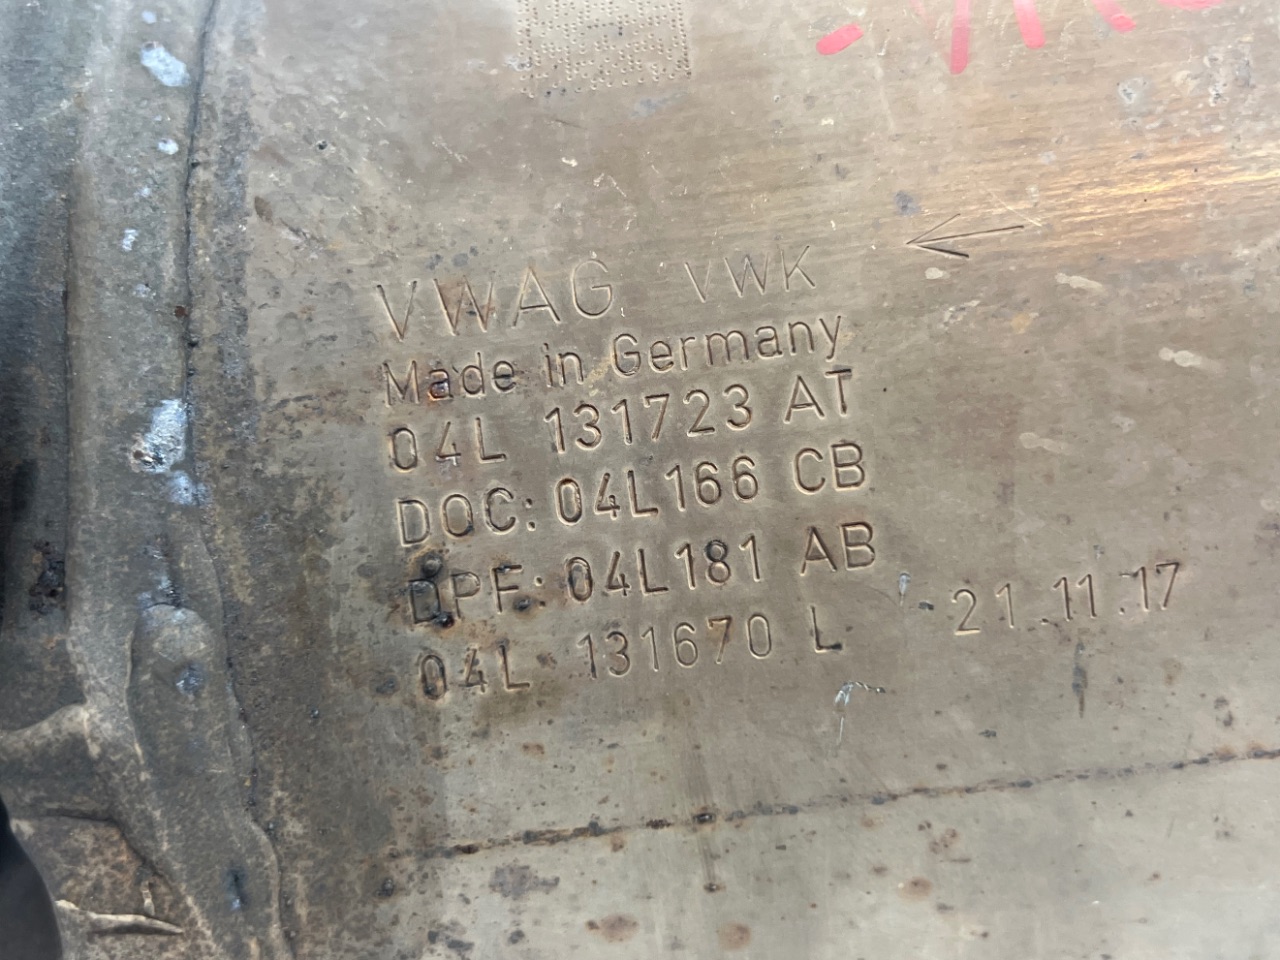 VWAG VWK
Made in Germany
04L 131723 AT
DOC: 04L166 CB
DPF: 04L181 AB
04L 131670 L 21.11.17